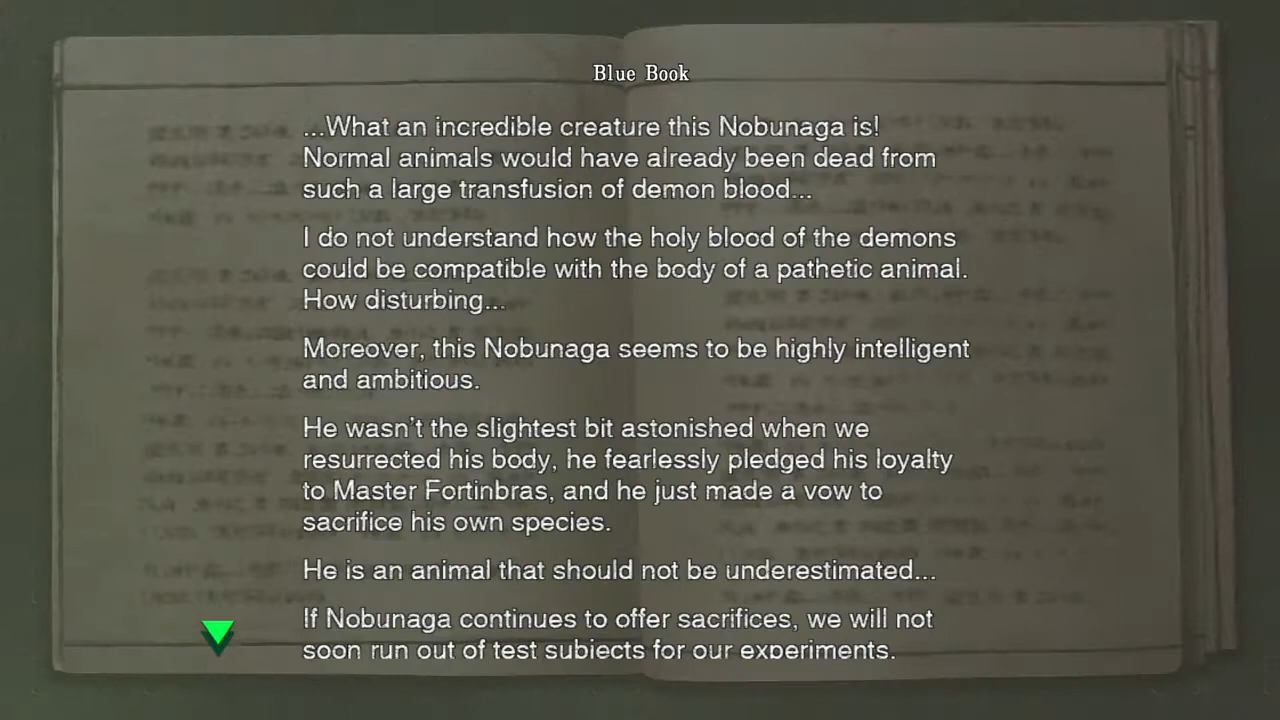 Blue Book
...What an incredible creature this Nobunaga is!
Normal animals would have already been dead from
such a large transfusion of demon blood...
I do not understand how the holy blood of the demons
could be compatible with the body of a pathetic animal.
How disturbing...
Moreover, this Nobunaga seems to be highly intelligent
and ambitious.
He wasn't the slightest bit astonished when we
resurrected his body, he fearlessly pledged his loyalty
to Master Fortinbras, and he just made a vow to
sacrifice his own species.
He is an animal that should not be underestimated...
If Nobunaga continues to offer sacrifices, we will not
soon run out of test subjects for our experiments.